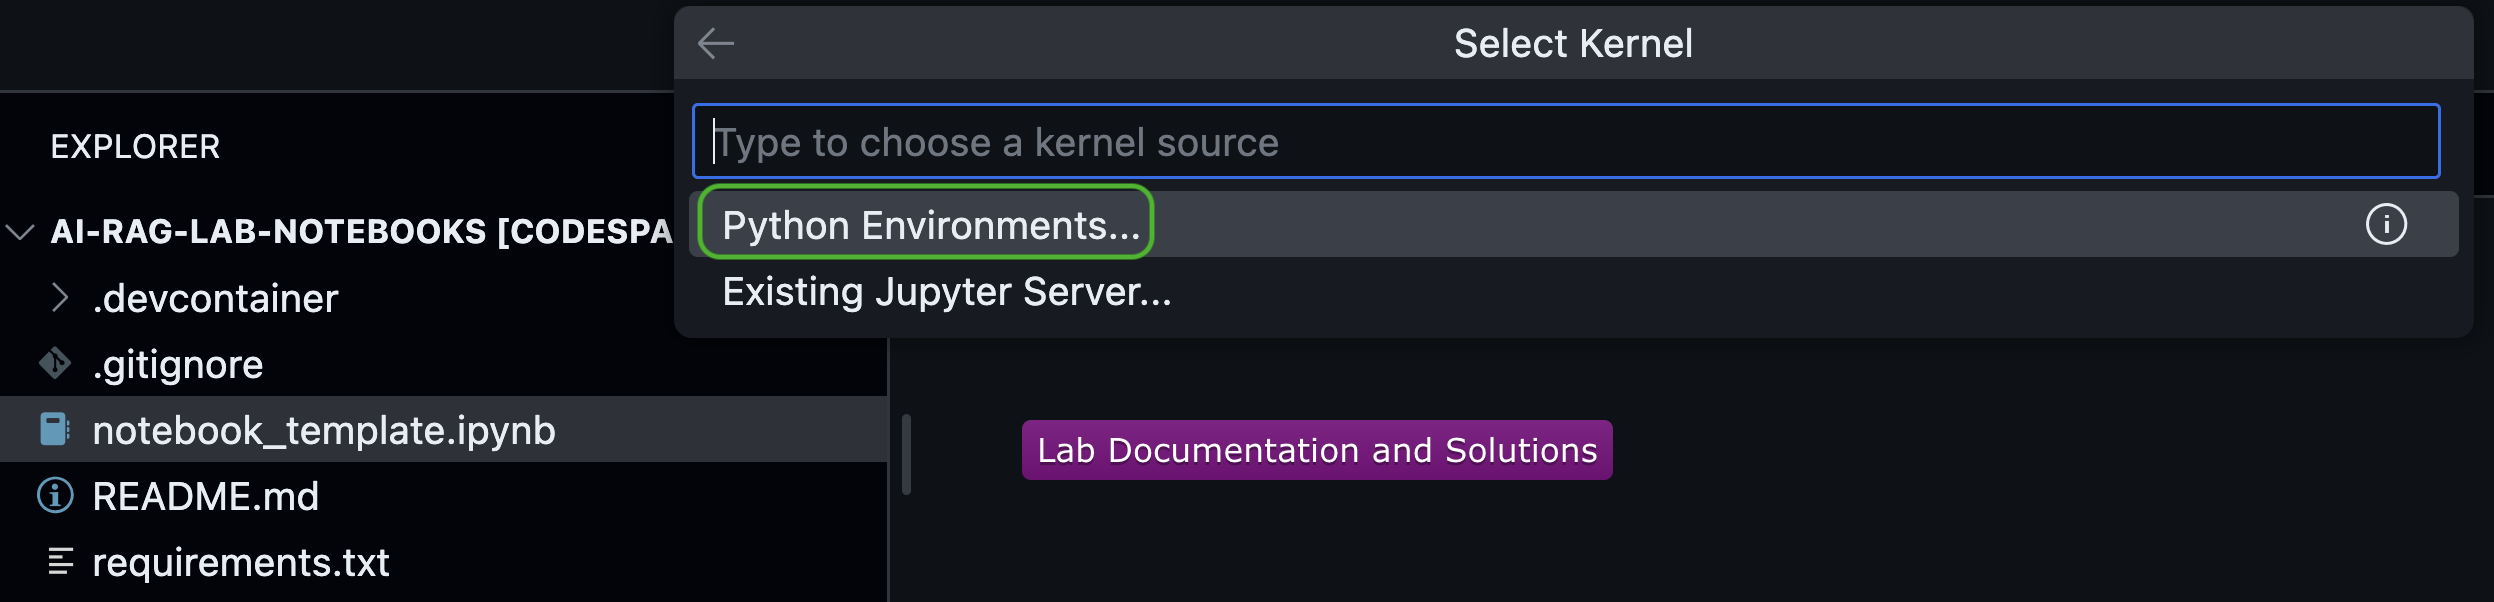 Select Kernel
Type to choose a kernel source
Python Environments...
Existing Jupyter Server...
EXPLORER
AI-RAG-LAB-NOTEBOOKS [CODESPA
.devcontainer
.gitignore
notebook_template.ipynb
README.md
requirements.txt
Lab Documentation and Solutions